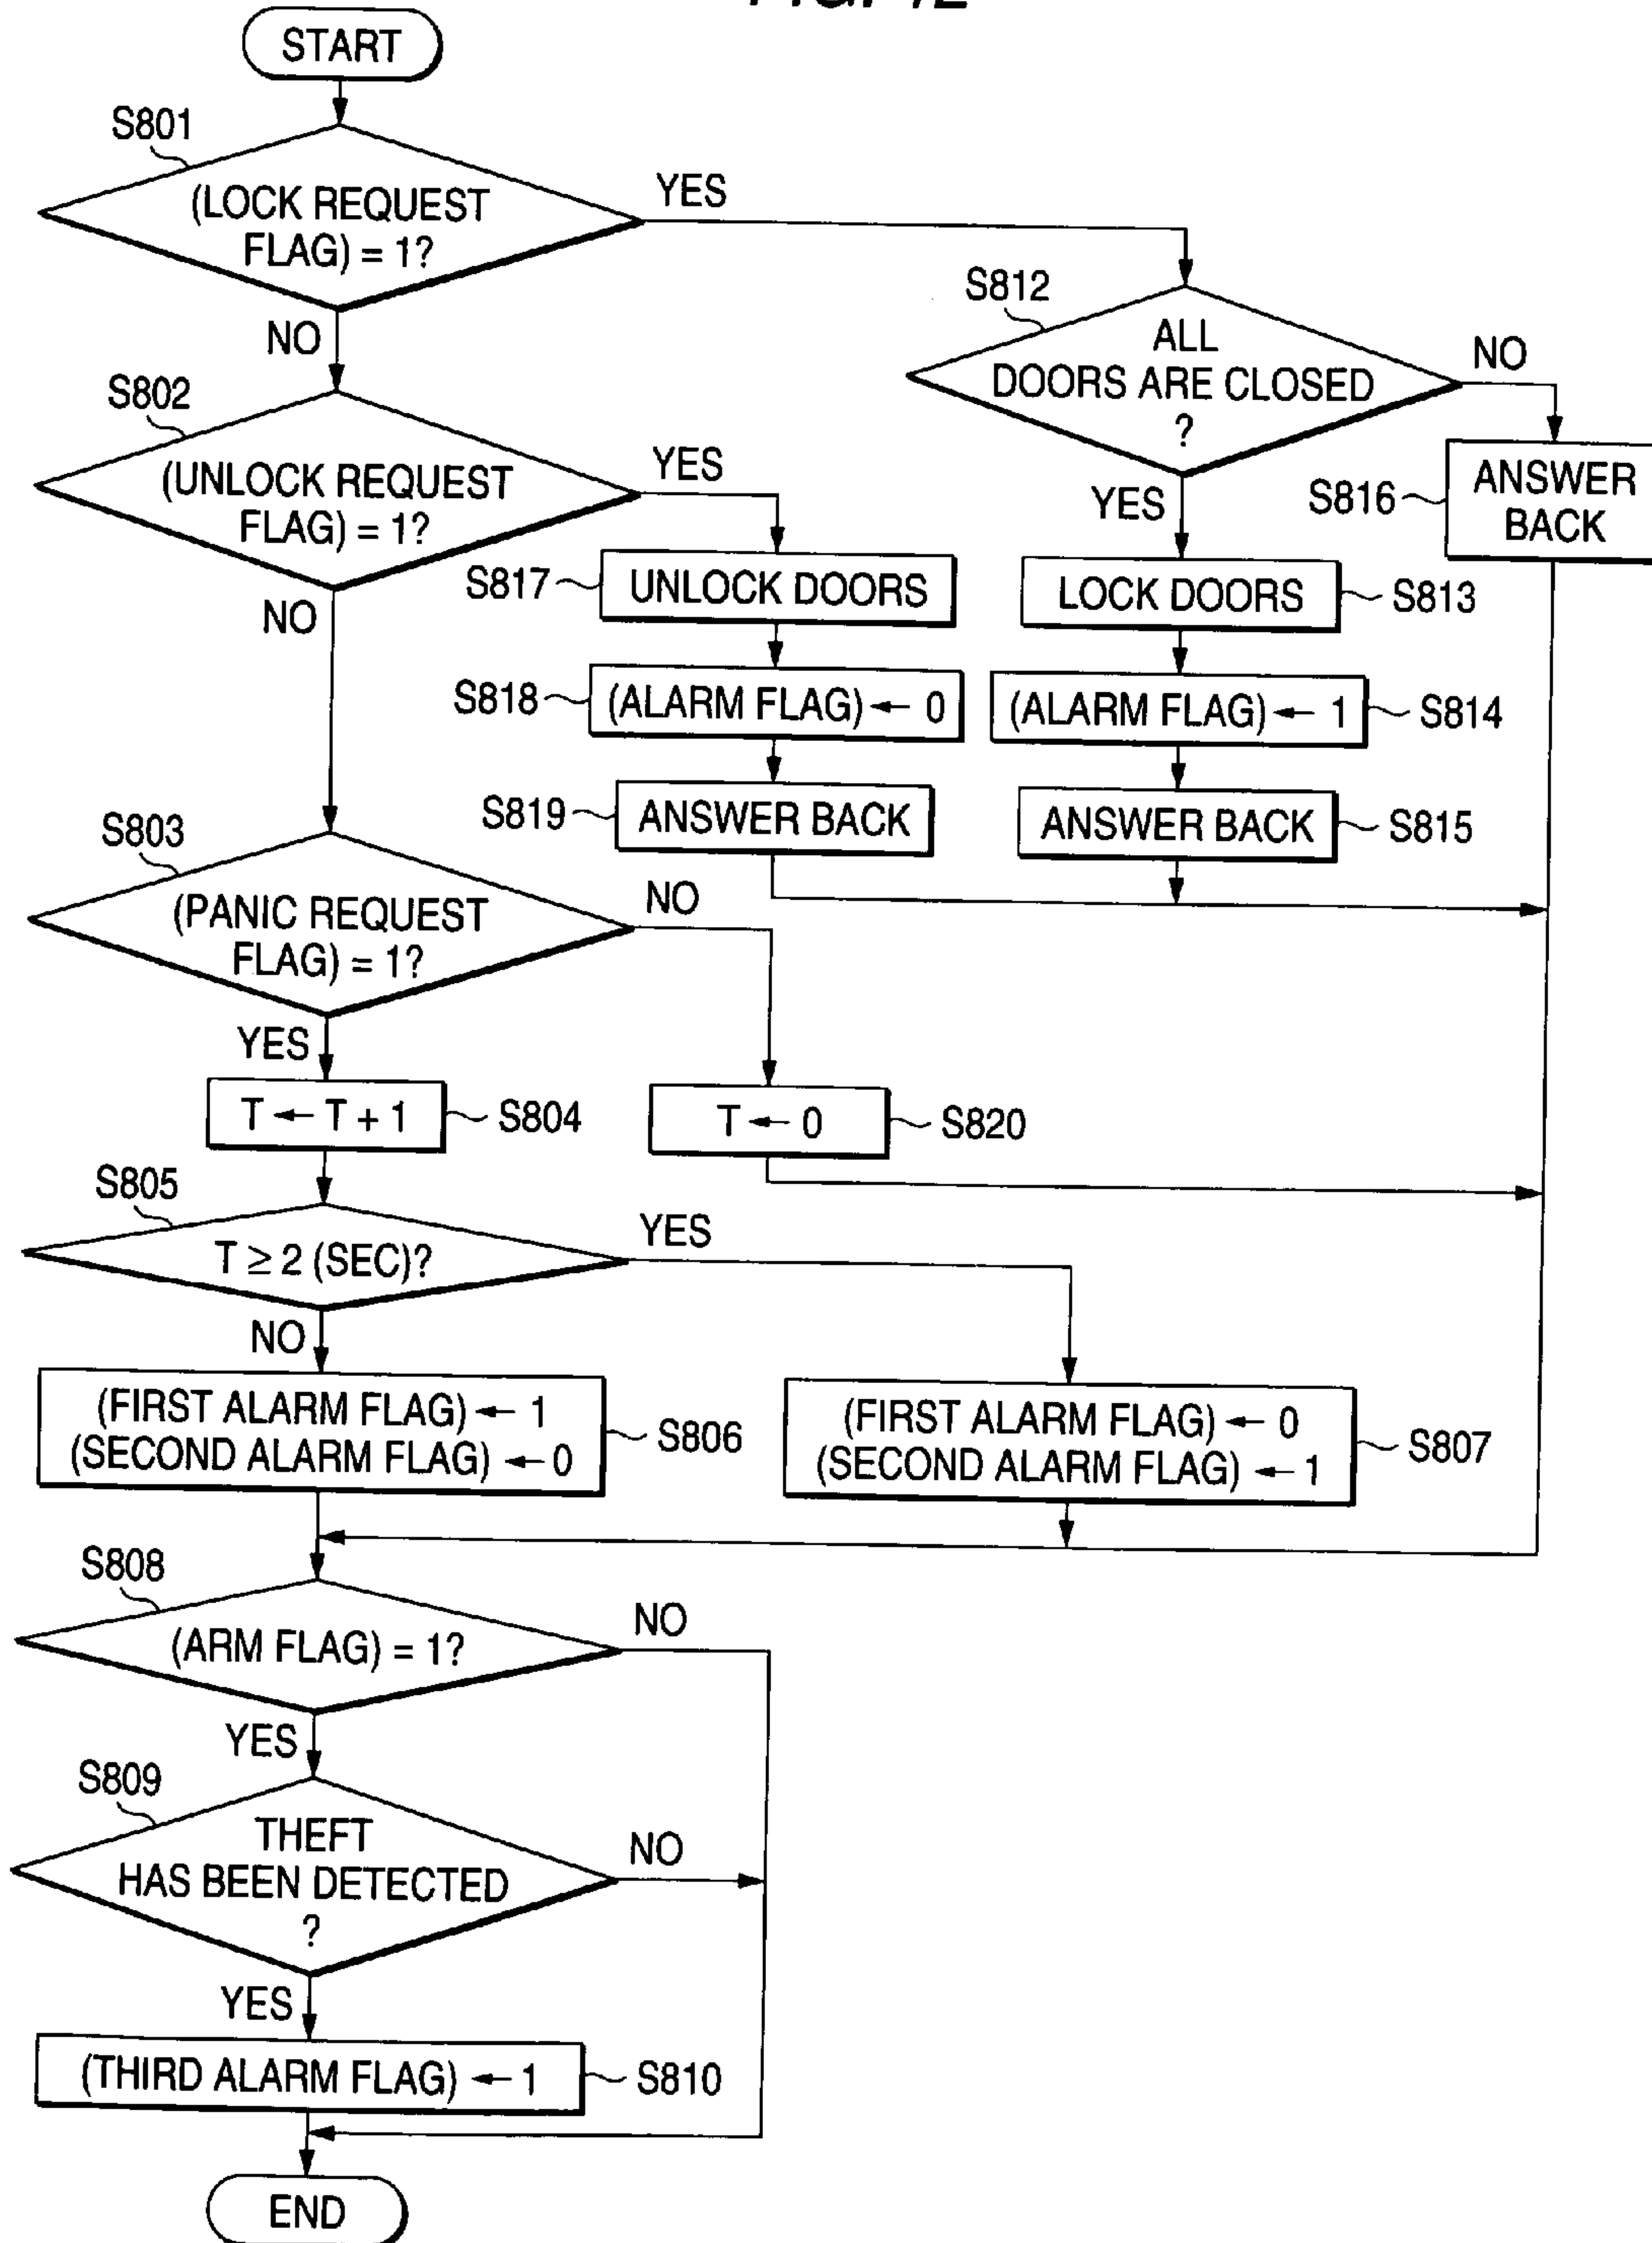 START
S801
(LOCK REQUEST
FLAG) = 1?
YES
NO
S812
ALL
DOORS ARE CLOSED
?
NO
YES
S816
ANSWER
BACK
S802
(UNLOCK REQUEST
FLAG) = 1?
YES
NO
S817
UNLOCK DOORS
LOCK DOORS
S813
S818
(ALARM FLAG) ← 0
(ALARM FLAG) ← 1
S814
S819
ANSWER BACK
ANSWER BACK
S815
S803
(PANIC REQUEST
FLAG) = 1?
NO
YES
T ← T + 1
S804
T ← 0
S820
S805
T ≥ 2 (SEC)?
YES
NO
(FIRST ALARM FLAG) ← 1
(SECOND ALARM FLAG) ← 0
S806
(FIRST ALARM FLAG) ← 0
(SECOND ALARM FLAG) ← 1
S807
S808
(ARM FLAG) = 1?
NO
YES
S809
THEFT
HAS BEEN DETECTED
?
NO
YES
(THIRD ALARM FLAG) ← 1
S810
END